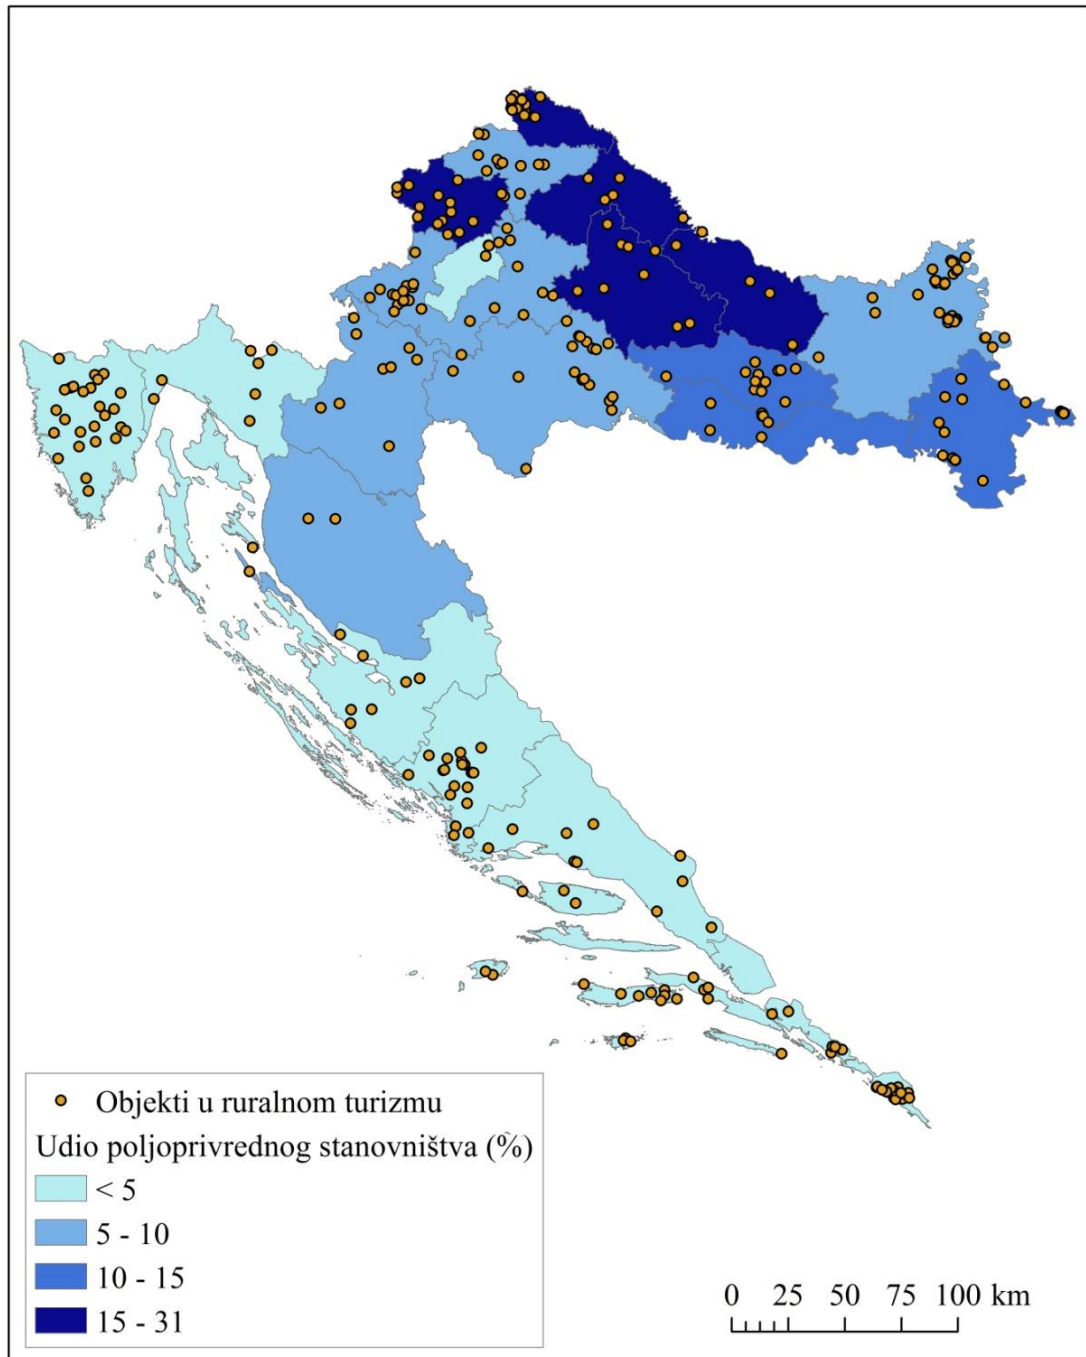 Objekti u ruralnom turizmu
Udio poljoprivrednog stanovništva (%)
< 5
5 - 10
10 - 15
15 - 31
0 25 50 75 100 km